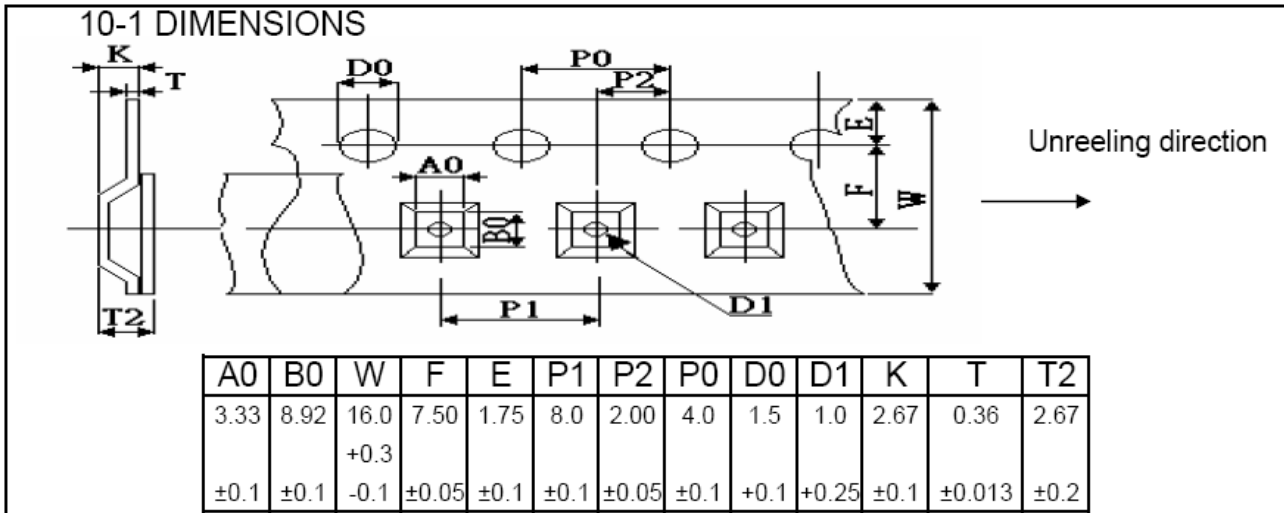 10-1 DIMENSIONS
K
T
D0
P0
P2
E
Unreeling direction
A0
F
W
B0
T2
P1
D1
A0 B0 W F E P1 P2 P0 D0 D1 K T T2
3.33 8.92 16.0 7.50 1.75 8.0 2.00 4.0 1.5 1.0 2.67 0.36 2.67
+0.3
±0.1 ±0.1 -0.1 ±0.05 ±0.1 ±0.1 ±0.05 ±0.1 +0.1 +0.25 ±0.1 ±0.013 ±0.2